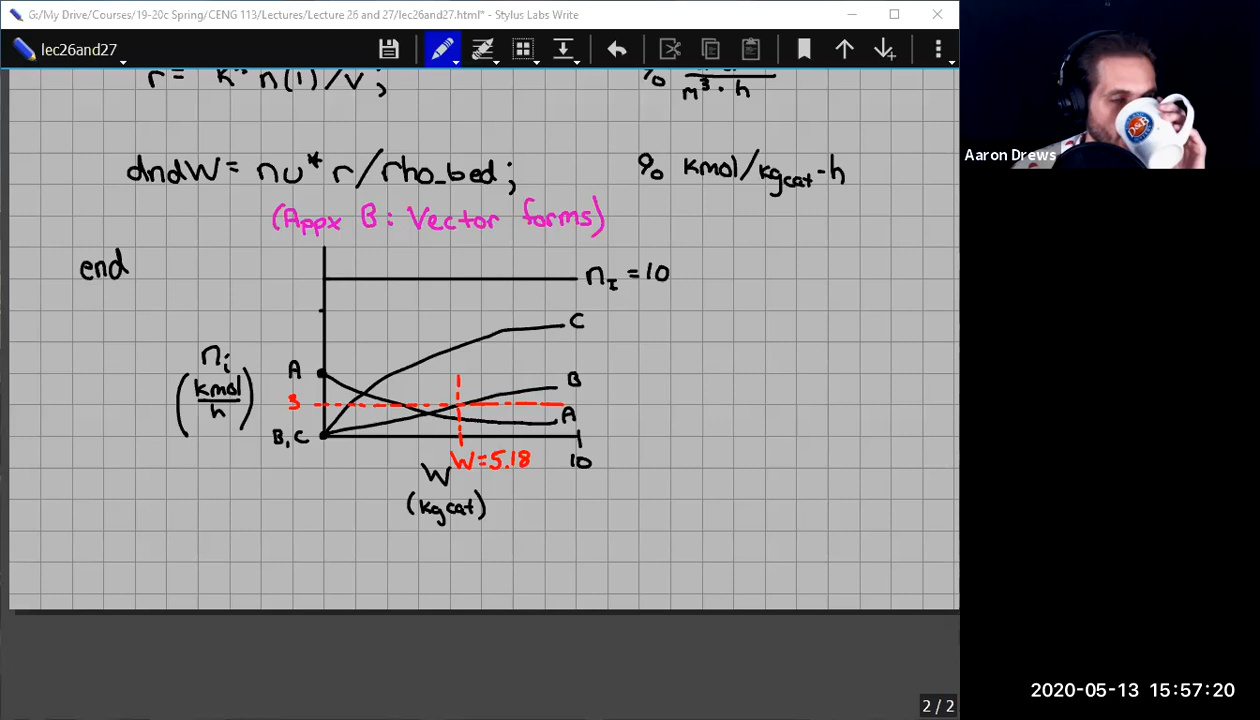 G:/My Drive/Courses/19-20c Spring/CENG 113/Lectures/Lecture 26 and 27/lec26and27.html* - Stylus Labs Write
lec26and27
r = k * n(1)/v ;
%
m³ · h
dndW = nu * r/rho_bed ;
% kmol/kgcat-h
(Appx B: Vector forms)
end
nI = 10
C
ni
(kmol/h)
A
B
3
A
B, C
W = 5.18
10
W
(kgcat)
Aaron Drews
2020-05-13 15:57:20
2 / 2